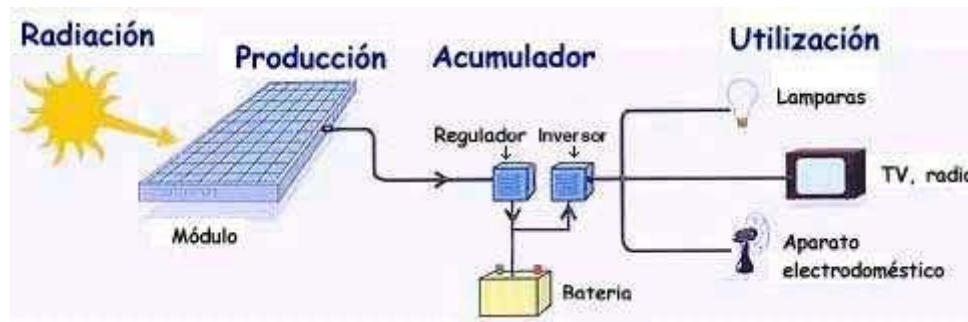 Radiación
Producción
Acumulador
Utilización
Lamparas
Regulador
Inversor
TV, radio
Módulo
Aparato
electrodoméstico
Bateria